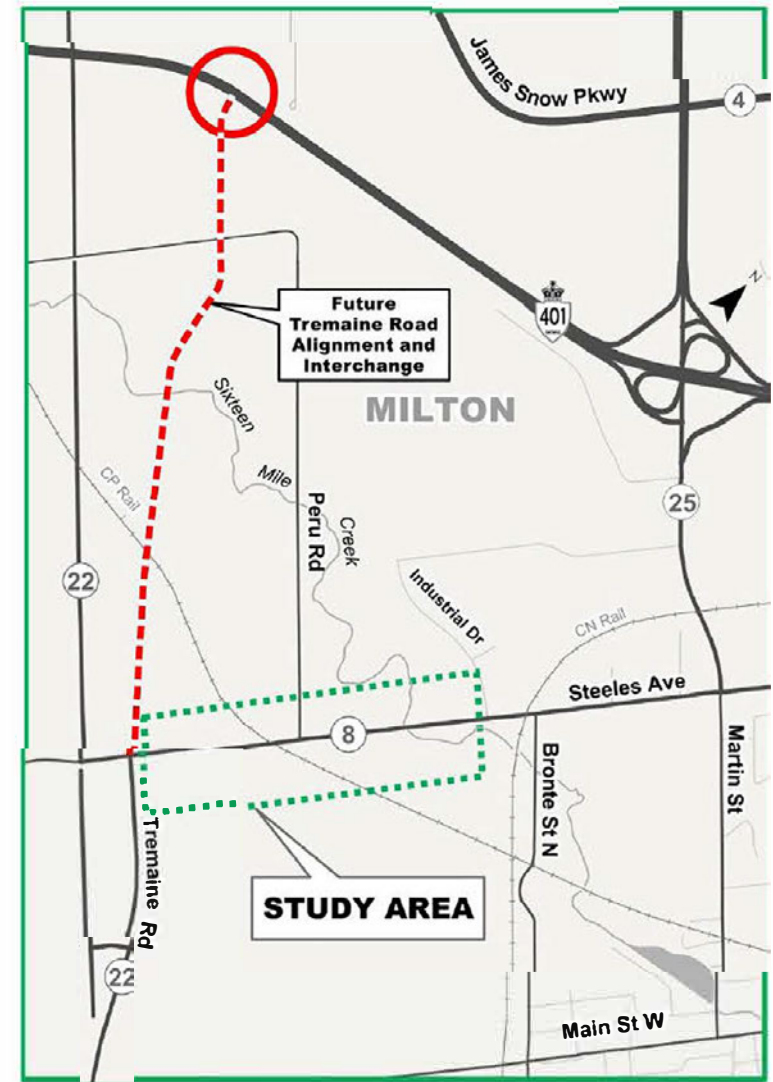 James Snow Pkwy
4
N
401
Future
Tremaine Road
Alignment and
Interchange
MILTON
Sixteen
Mile
Creek
CP Rail
Peru Rd
25
22
Industrial Dr
CN Rail
Steeles Ave
8
Bronte St N
Martin St
Tremaine Rd
STUDY AREA
22
Main St W